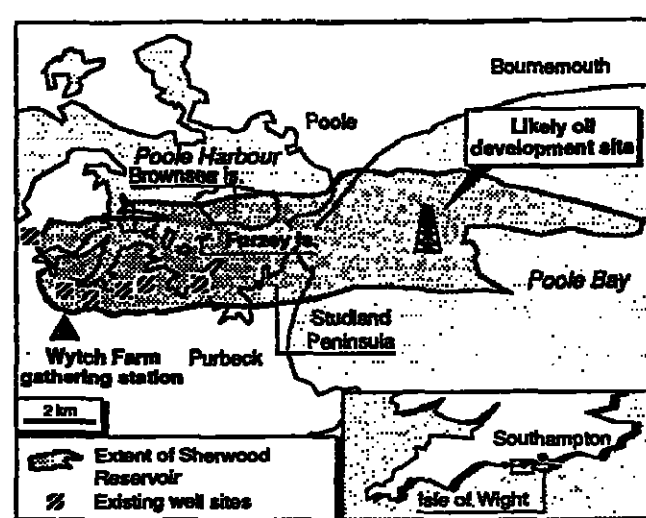 Bournemouth
Poole
Likely oil
development site
Poole Harbour
Brownsea Is.
Furzey Is.
Poole Bay
Studland
Peninsula
Wytch Farm
gathering station
Purbeck
2 km
Extent of Sherwood
Reservoir
Existing well sites
Southampton
Isle of Wight